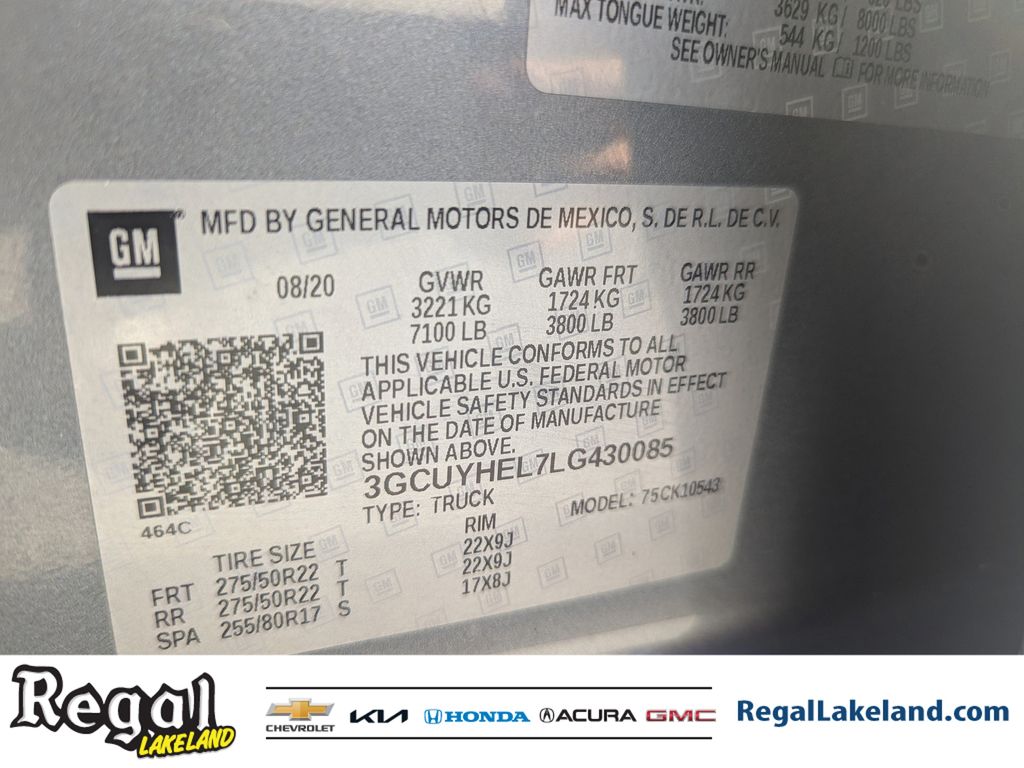 MAX TONGUE WEIGHT:
3629 KG/ 8000 LBS
544 KG/ 1200 LBS
SEE OWNER'S MANUAL FOR MORE INFORMATION
GM
MFD BY GENERAL MOTORS DE MEXICO, S. DE R.L. DE C.V.
08/20 GVWR GAWR FRT GAWR RR
3221 KG 1724 KG 1724 KG
7100 LB 3800 LB 3800 LB
THIS VEHICLE CONFORMS TO ALL
APPLICABLE U.S. FEDERAL MOTOR
VEHICLE SAFETY STANDARDS IN EFFECT
ON THE DATE OF MANUFACTURE
SHOWN ABOVE.
3GCUYHEL7LG430085
TYPE: TRUCK MODEL: 75CK10543
464C
TIRE SIZE RIM
FRT 275/50R22 T 22X9J
RR 275/50R22 T 22X9J
SPA 255/80R17 S 17X8J
Regal
LAKELAND
CHEVROLET KIA HONDA ACURA GMC
RegalLakeland.com